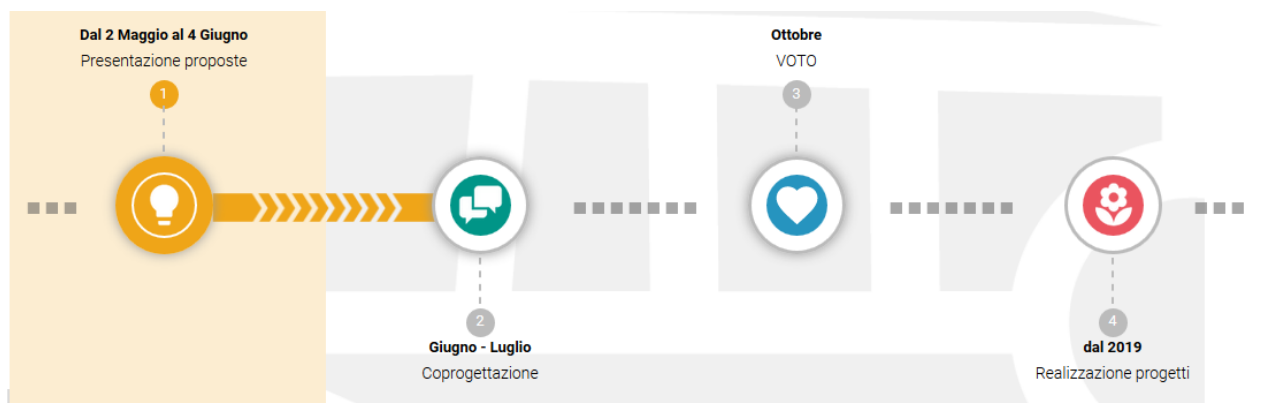 Dal 2 Maggio al 4 Giugno
Presentazione proposte
1
2
Giugno - Luglio
Coprogettazione
Ottobre
VOTO
3
4
dal 2019
Realizzazione progetti